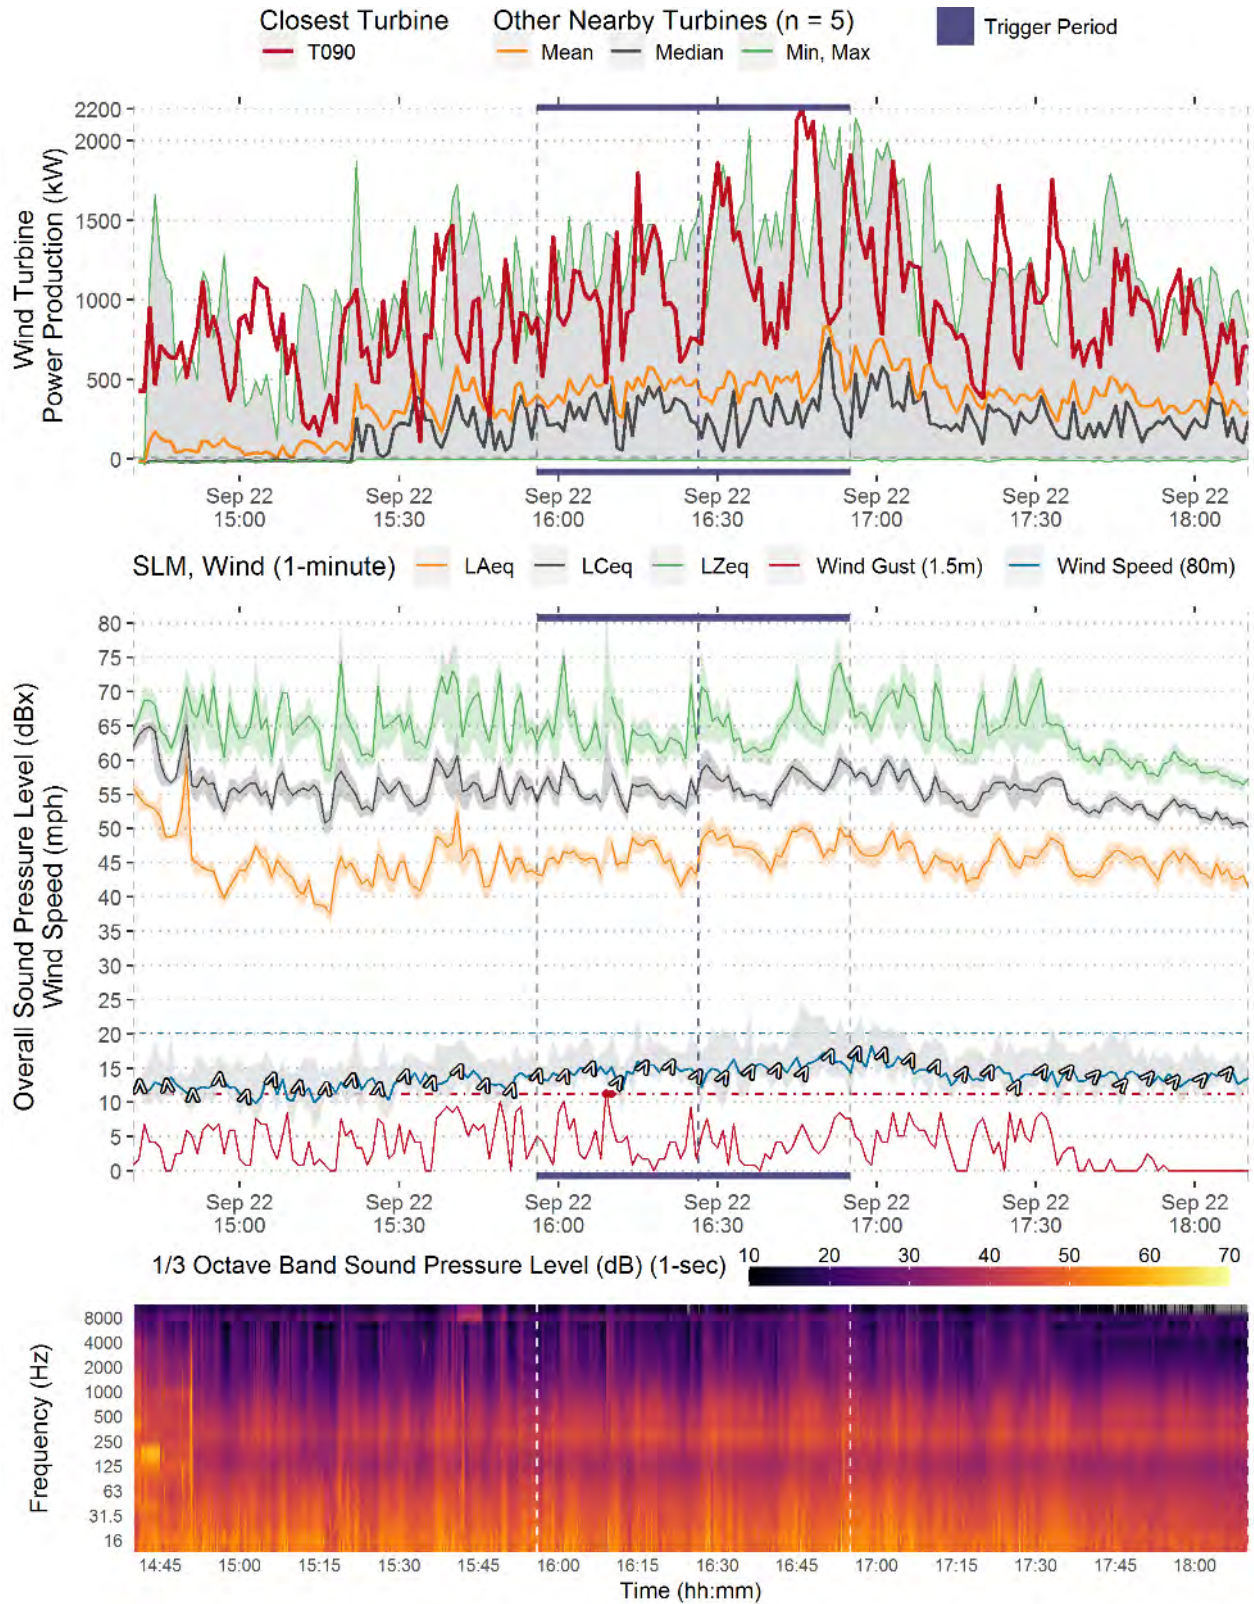 Closest Turbine Other Nearby Turbines (n = 5) Trigger Period
T090 Mean Median Min, Max
Wind Turbine
Power Production (kW)
2200
2000
1500
1000
500
0
Sep 22 Sep 22 Sep 22 Sep 22 Sep 22 Sep 22 Sep 22
15:00 15:30 16:00 16:30 17:00 17:30 18:00
SLM, Wind (1-minute) LAeq LCeq LZeq Wind Gust (1.5m) Wind Speed (80m)
Overall Sound Pressure Level (dBx)
Wind Speed (mph)
80
75
70
65
60
55
50
45
40
35
30
25
20
15
10
5
0
Sep 22 Sep 22 Sep 22 Sep 22 Sep 22 Sep 22 Sep 22
15:00 15:30 16:00 16:30 17:00 17:30 18:00
1/3 Octave Band Sound Pressure Level (dB) (1-sec)
10 20 30 40 50 60 70
Frequency (Hz)
8000
4000
2000
1000
500
250
125
63
31.5
16
14:45 15:00 15:15 15:30 15:45 16:00 16:15 16:30 16:45 17:00 17:15 17:30 17:45 18:00
Time (hh:mm)